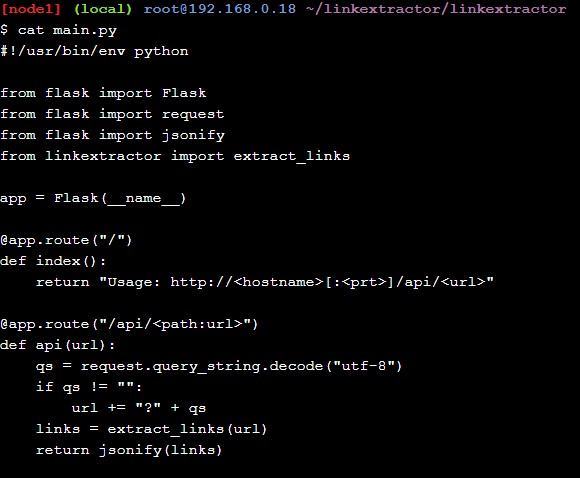 [node1] (local) root@192.168.0.18 ~/linkextractor/linkextractor
$ cat main.py
#!/usr/bin/env python

from flask import Flask
from flask import request
from flask import jsonify
from linkextractor import extract_links

app = Flask(__name__)

@app.route("/")
def index():
    return "Usage: http://<hostname>[:<prt>]/api/<url>"

@app.route("/api/<path:url>")
def api(url):
    qs = request.query_string.decode("utf-8")
    if qs != "":
        url += "?" + qs
    links = extract_links(url)
    return jsonify(links)